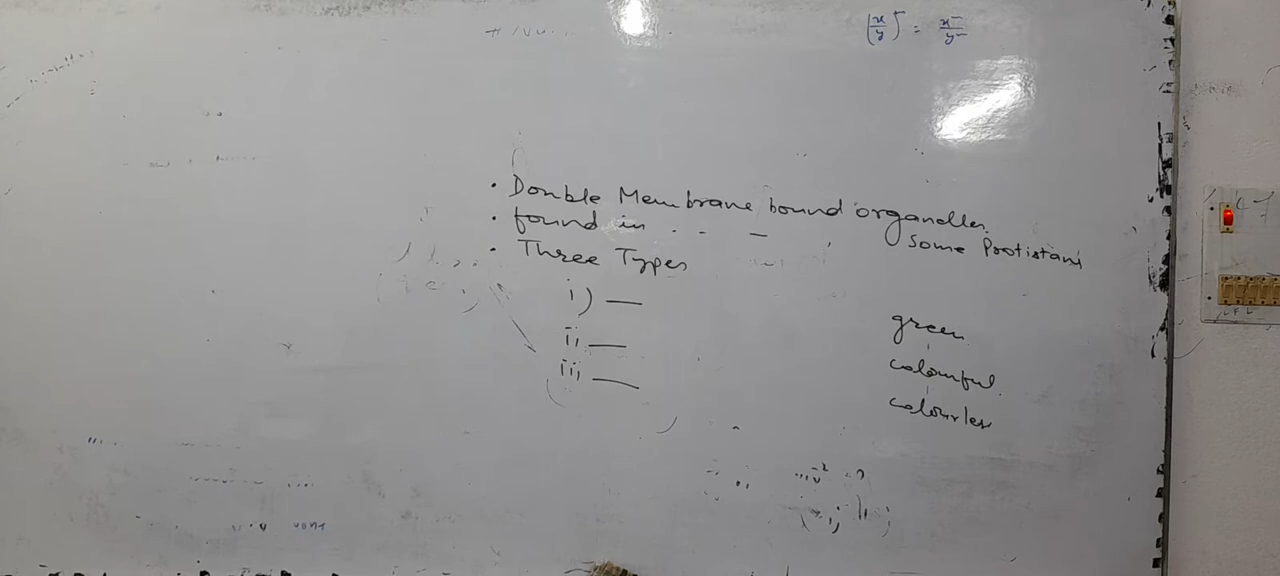 (x/y)⁻ = x⁻/y⁻
• Double Membrane bound organelles.
• found in . - — Some Protistans
• Three Types
i) —
ii, —
iii, —
green
colourful
colourless